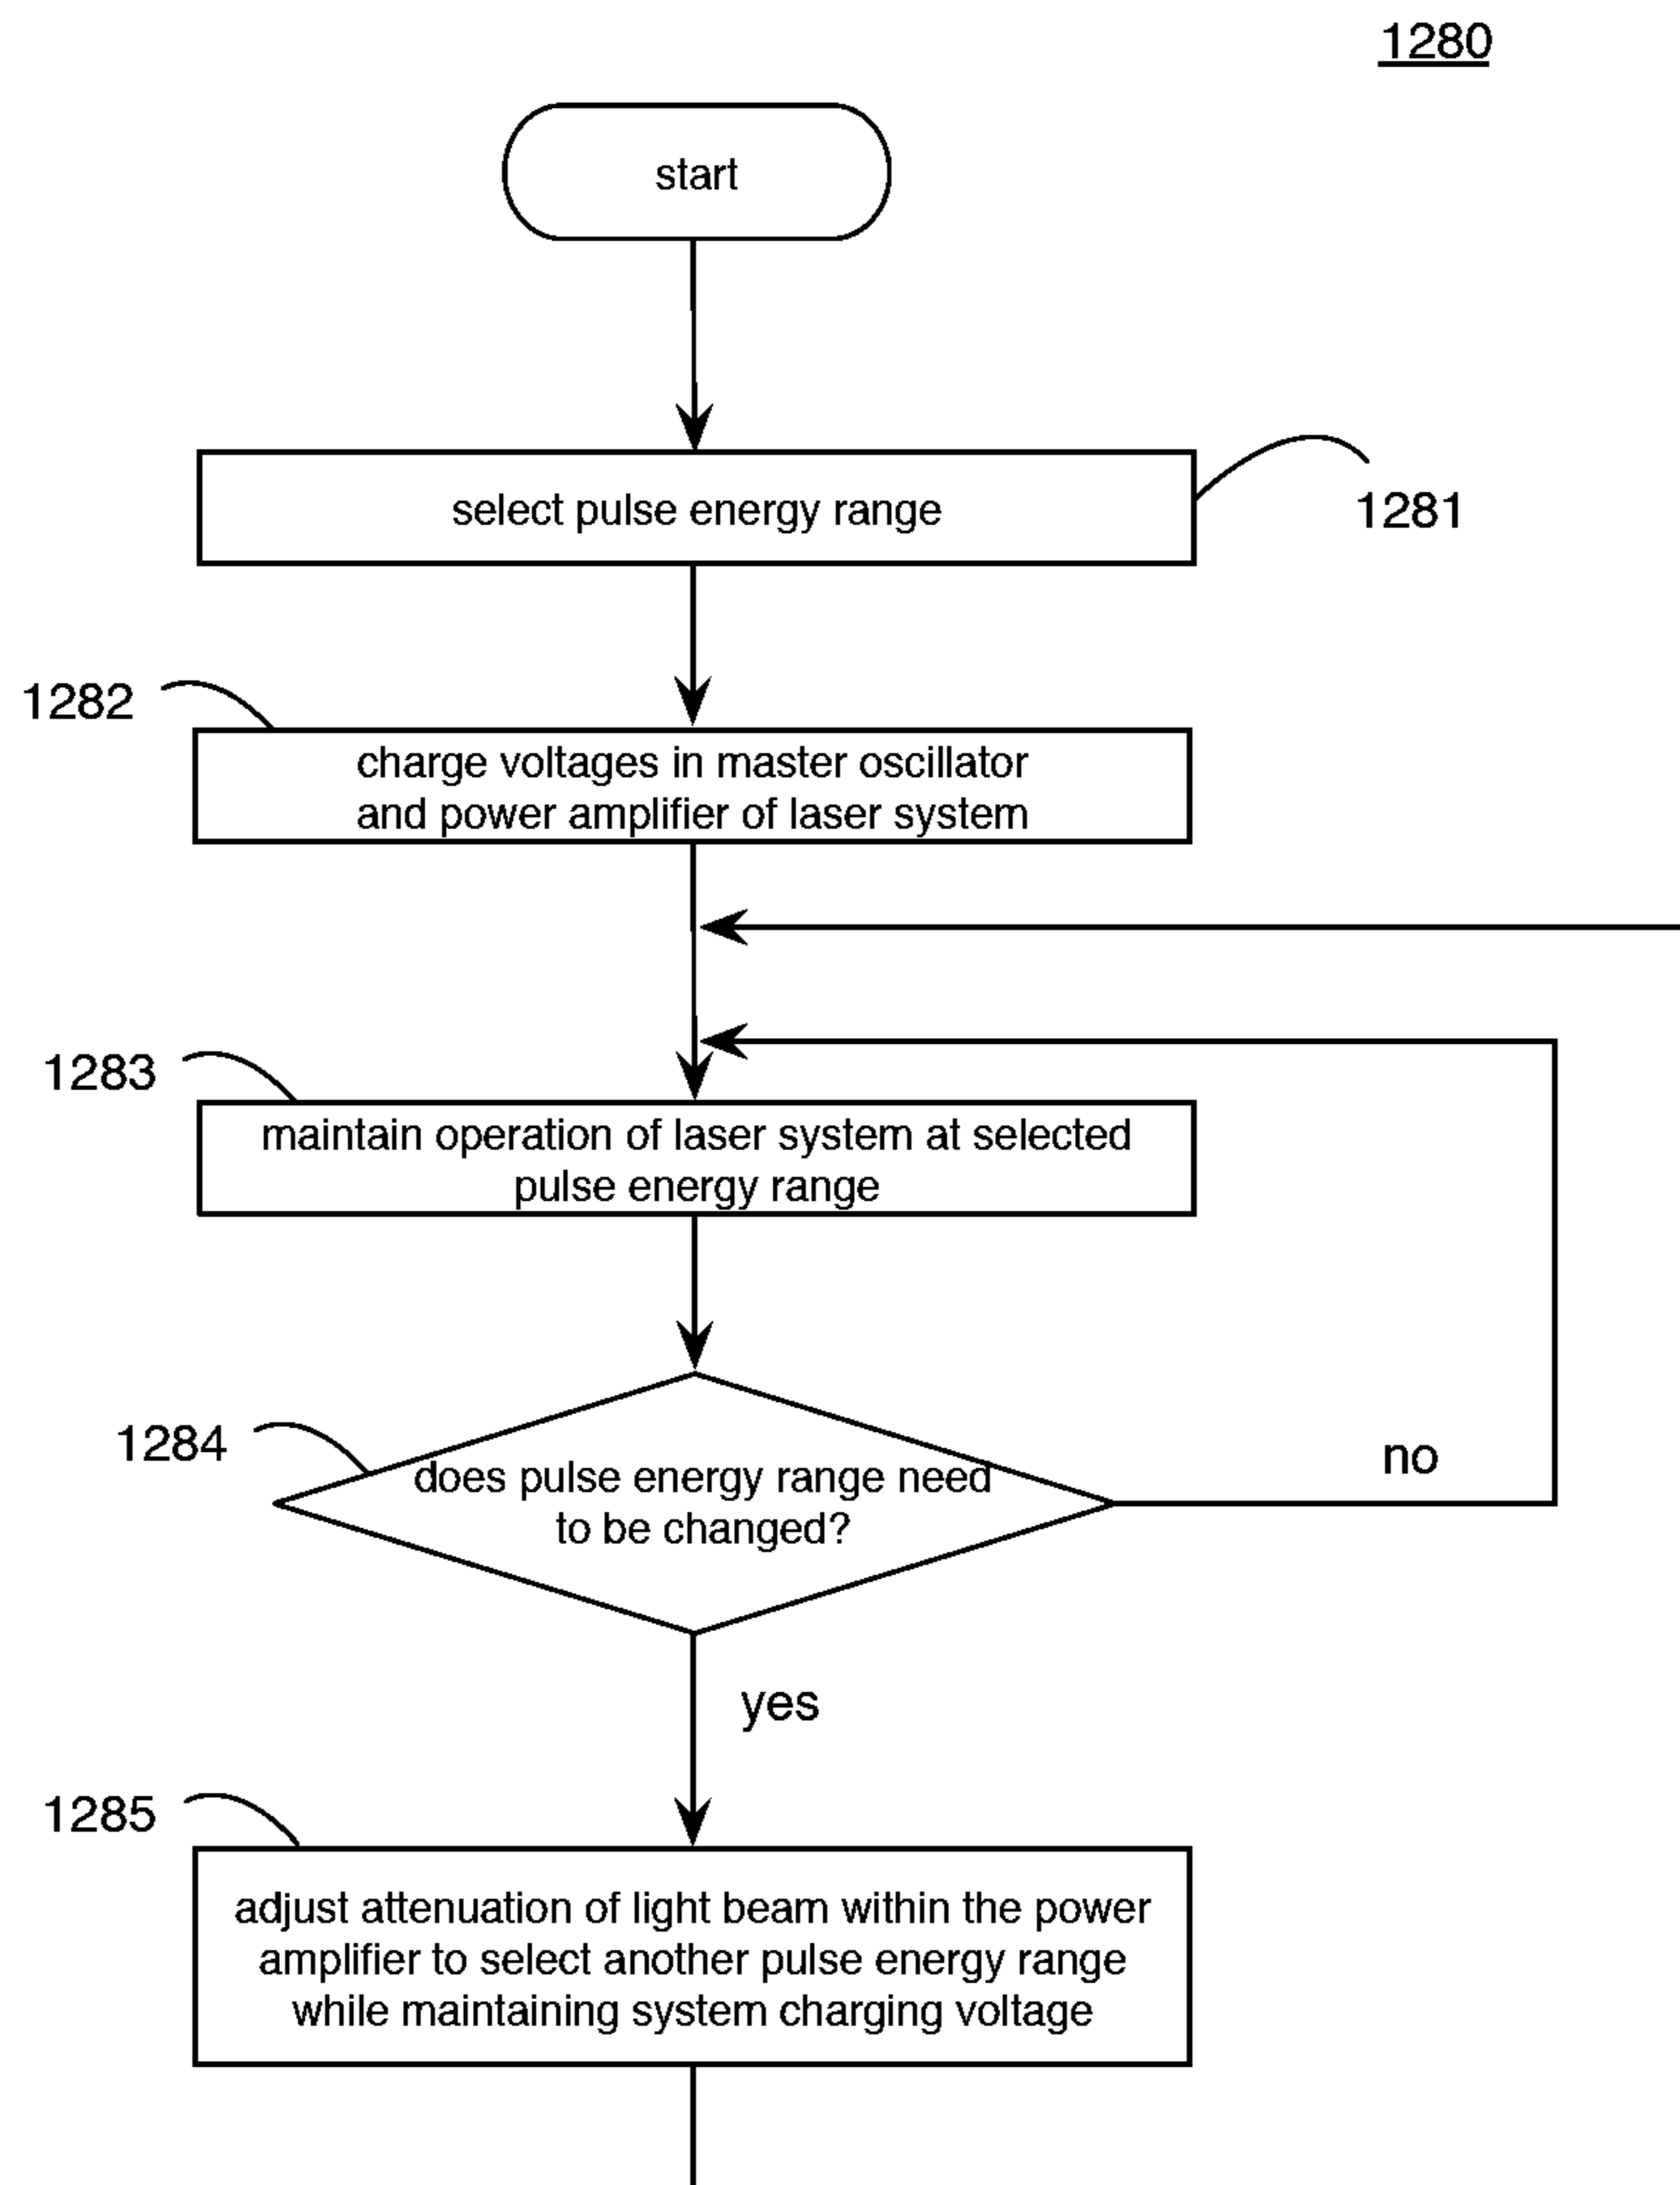 1280
start
select pulse energy range
1281
1282
charge voltages in master oscillator
and power amplifier of laser system
1283
maintain operation of laser system at selected
pulse energy range
1284
does pulse energy range need
to be changed?
no
yes
1285
adjust attenuation of light beam within the power
amplifier to select another pulse energy range
while maintaining system charging voltage